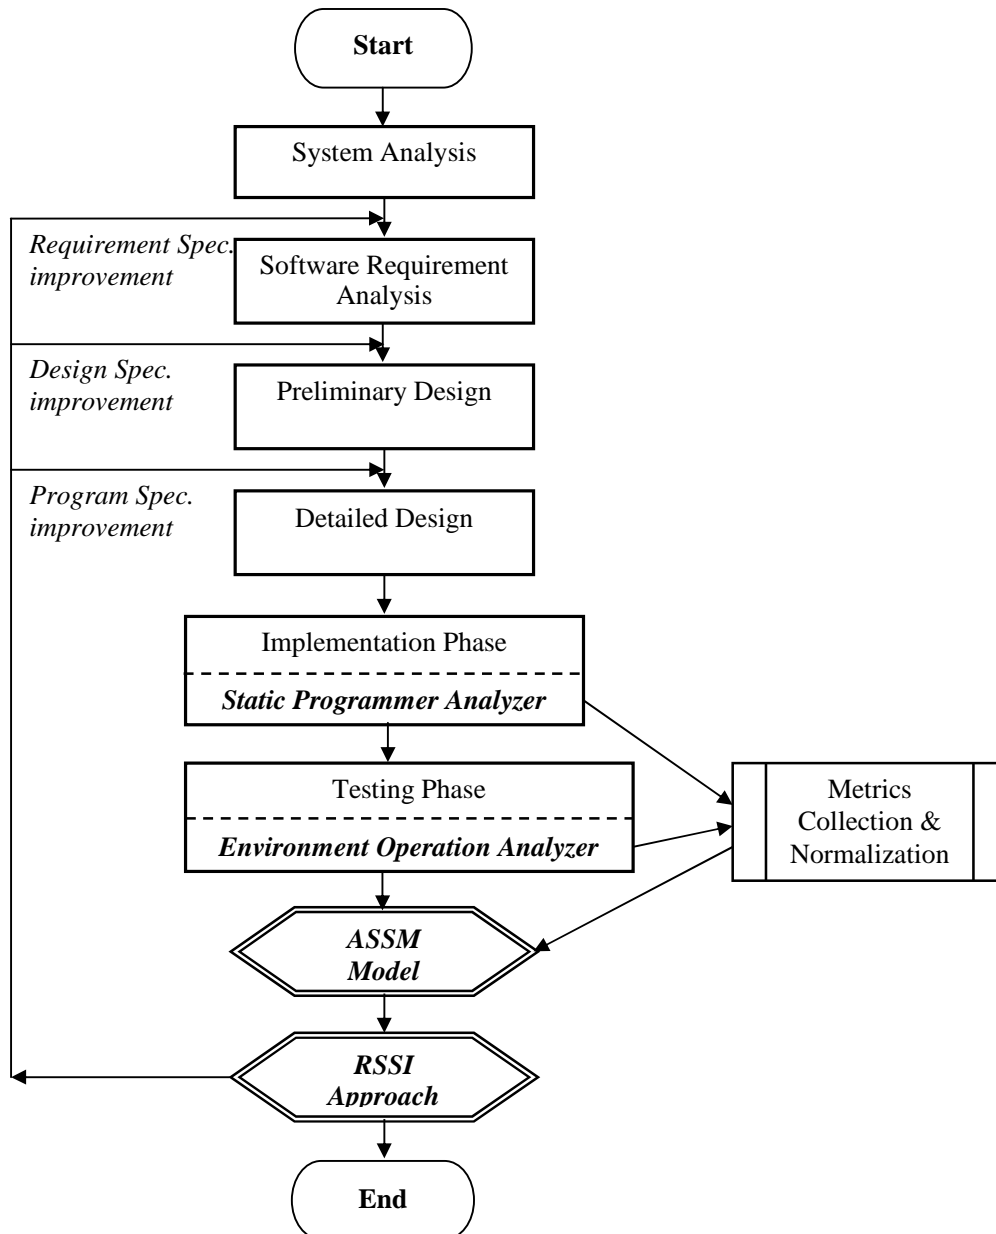 Start
System Analysis
Requirement Spec.
improvement
Software Requirement
Analysis
Design Spec.
improvement
Preliminary Design
Program Spec.
improvement
Detailed Design
Implementation Phase
Static Programmer Analyzer
Testing Phase
Environment Operation Analyzer
Metrics
Collection &
Normalization
ASSM
Model
RSSI
Approach
End